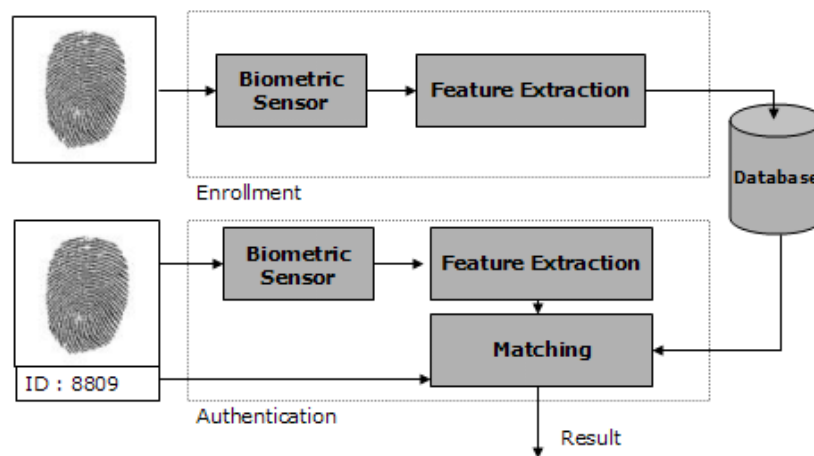 Biometric
Sensor
Feature Extraction
Enrollment
Database
Biometric
Sensor
Feature Extraction
Matching
ID : 8809
Authentication
Result